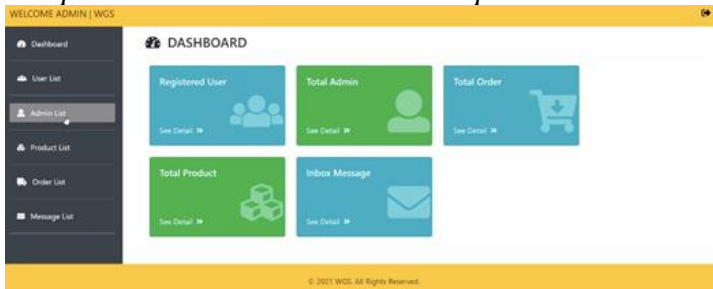 WELCOME ADMIN | WGS
Dashboard
User List
Admin List
Product List
Order List
Message List
DASHBOARD
Registered User
See Detail »
Total Admin
See Detail »
Total Order
See Detail »
Total Product
See Detail »
Inbox Message
See Detail »
© 2021 WGS. All Rights Reserved.